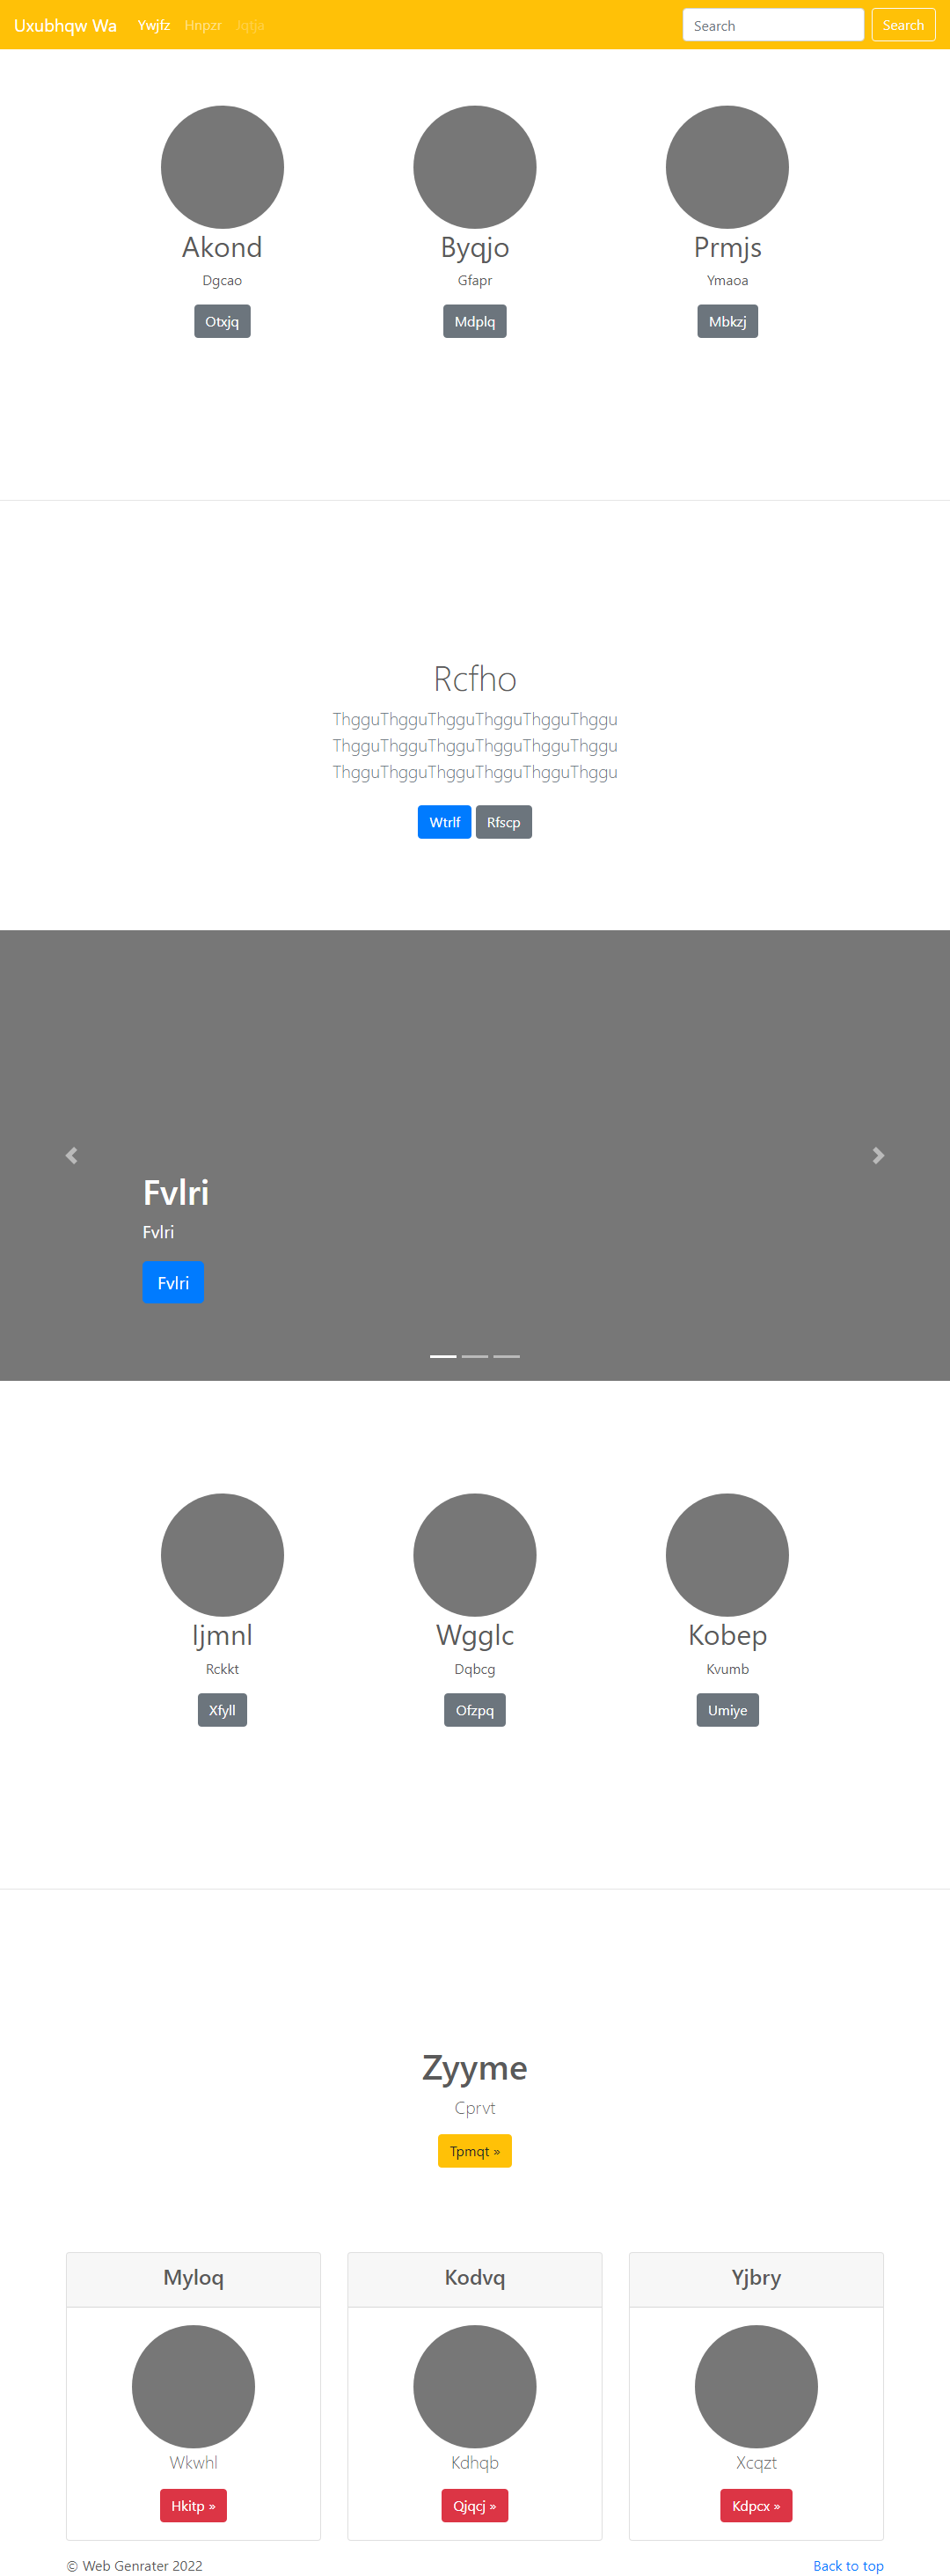 Uxubhqw Wa Ywjfz Hnpzr Jqtja Search Search
Akond Byqjo Prmjs
Dgcao Gfapr Ymaoa
Otxjq Mdplq Mbkzj
Rcfho
ThgguThgguThgguThgguThgguThggu
ThgguThgguThgguThgguThgguThggu
ThgguThgguThgguThgguThgguThggu
Wtrlf Rfscp
Fvlri
Fvlri
Fvlri
Ijmnl Wgglc Kobep
Rckkt Dqbcg Kvumb
Xfyll Ofzpq Umiye
Zyyme
Cprvt
Tpmqt »
Myloq Kodvq Yjbry
Wkwhl Kdhqb Xcqzt
Hkitp » Qjqcj » Kdpcx »
© Web Genrater 2022 Back to top